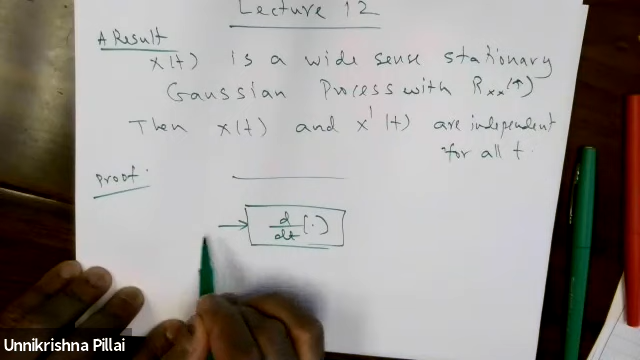 Lecture 12
A Result
X(t) is a wide sense stationary
Gaussian Process with Rxx(τ)
Then X(t) and X'(t) are independent
for all t.
Proof.
d/dt (·)
Unnikrishna Pillai